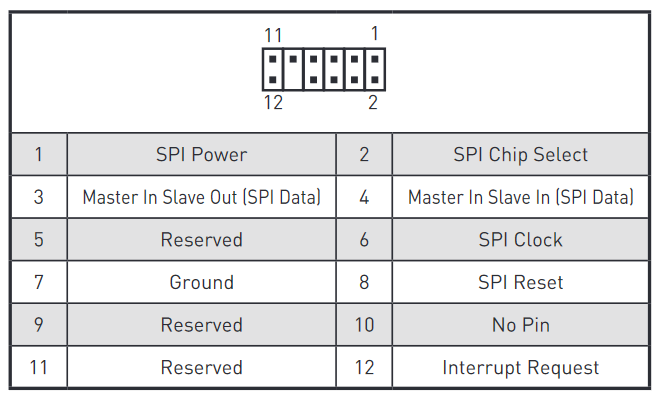 11 1
12 2
1 SPI Power 2 SPI Chip Select
3 Master In Slave Out (SPI Data) 4 Master In Slave In (SPI Data)
5 Reserved 6 SPI Clock
7 Ground 8 SPI Reset
9 Reserved 10 No Pin
11 Reserved 12 Interrupt Request